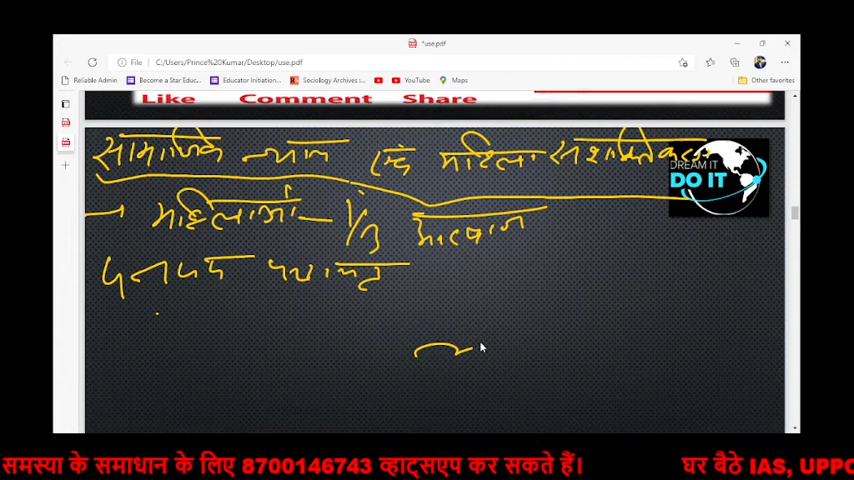 *use.pdf
File C:/Users/Prince%20Kumar/Desktop/use.pdf
Reliable Admin Become a Star Educ... Educator Initiation... Sociology Archives :... YouTube Maps Other favorites
Like Comment Share
सामाजिक न्याय एवं महिला सशक्तिकरण
DREAM IT
DO IT
→ महिलाओं — 1/3 आरक्षण
पंचायत
समस्या के समाधान के लिए 8700146743 व्हाट्सएप कर सकते हैं। घर बैठे IAS, UPPC